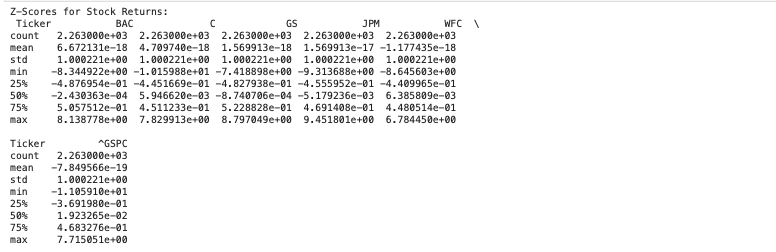 Z-Scores for Stock Returns:
Ticker BAC C GS JPM WFC \
count 2.263000e+03 2.263000e+03 2.263000e+03 2.263000e+03 2.263000e+03
mean 6.672131e-18 4.709740e-18 1.569913e-18 1.569913e-17 -1.177435e-18
std 1.000221e+00 1.000221e+00 1.000221e+00 1.000221e+00 1.000221e+00
min -8.344922e+00 -1.015988e+01 -7.418898e+00 -9.313688e+00 -8.645603e+00
25% -4.876954e-01 -4.451669e-01 -4.827938e-01 -4.555952e-01 -4.409965e-01
50% -2.430363e-04 5.946620e-03 -8.740706e-04 -5.179236e-03 6.385809e-03
75% 5.057512e-01 4.511233e-01 5.228828e-01 4.691408e-01 4.480514e-01
max 8.138778e+00 7.829913e+00 8.797049e+00 9.451801e+00 6.784450e+00
Ticker ^GSPC
count 2.263000e+03
mean -7.849566e-19
std 1.000221e+00
min -1.105910e+01
25% -3.691980e-01
50% 1.923265e-02
75% 4.683276e-01
max 7.715051e+00